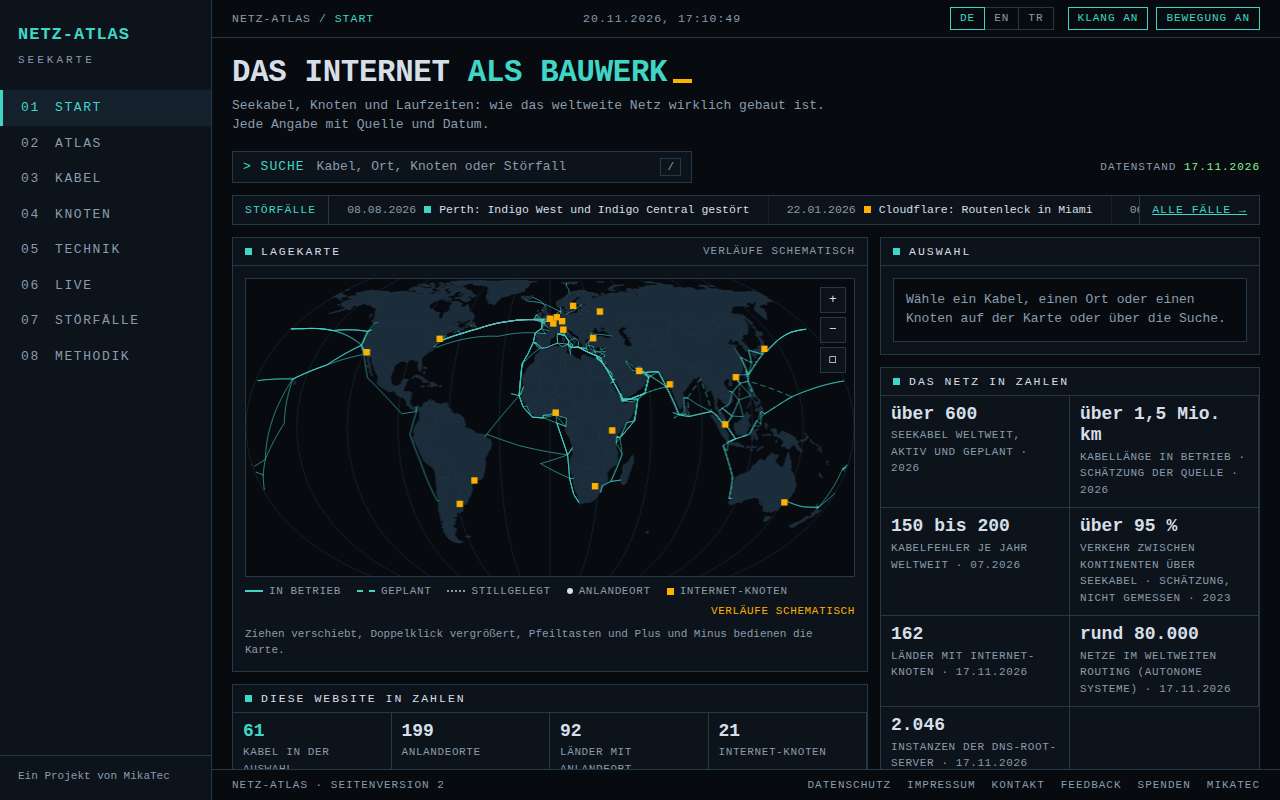 NETZ-ATLAS
SEEKARTE
01 START
02 ATLAS
03 KABEL
04 KNOTEN
05 TECHNIK
06 LIVE
07 STÖRFÄLLE
08 METHODIK
Ein Projekt von MikaTec
NETZ-ATLAS / START
20.11.2026, 17:10:49
DE EN TR
KLANG AN
BEWEGUNG AN
DAS INTERNET ALS BAUWERK
Seekabel, Knoten und Laufzeiten: wie das weltweite Netz wirklich gebaut ist.
Jede Angabe mit Quelle und Datum.
> SUCHE Kabel, Ort, Knoten oder Störfall /
DATENSTAND 17.11.2026
STÖRFÄLLE
08.08.2026 Perth: Indigo West und Indigo Central gestört
22.01.2026 Cloudflare: Routenleck in Miami
ALLE FÄLLE →
LAGEKARTE
VERLÄUFE SCHEMATISCH
+
−
IN BETRIEB
GEPLANT
STILLGELEGT
ANLANDEORT
INTERNET-KNOTEN
VERLÄUFE SCHEMATISCH
Ziehen verschiebt, Doppelklick vergrößert, Pfeiltasten und Plus und Minus bedienen die
Karte.
DIESE WEBSITE IN ZAHLEN
61
KABEL IN DER
AUSWAHL
199
ANLANDEORTE
92
LÄNDER MIT
ANLANDEORT
21
INTERNET-KNOTEN
AUSWAHL
Wähle ein Kabel, einen Ort oder einen
Knoten auf der Karte oder über die Suche.
DAS NETZ IN ZAHLEN
über 600
SEEKABEL WELTWEIT,
AKTIV UND GEPLANT ·
2026
über 1,5 Mio.
km
KABELLÄNGE IN BETRIEB ·
SCHÄTZUNG DER QUELLE ·
2026
150 bis 200
KABELFEHLER JE JAHR
WELTWEIT · 07.2026
über 95 %
VERKEHR ZWISCHEN
KONTINENTEN ÜBER
SEEKABEL · SCHÄTZUNG,
NICHT GEMESSEN · 2023
162
LÄNDER MIT INTERNET-
KNOTEN · 17.11.2026
rund 80.000
NETZE IM WELTWEITEN
ROUTING (AUTONOME
SYSTEME) · 17.11.2026
2.046
INSTANZEN DER DNS-ROOT-
SERVER · 17.11.2026
NETZ-ATLAS · SEITENVERSION 2
DATENSCHUTZ IMPRESSUM KONTAKT FEEDBACK SPENDEN MIKATEC